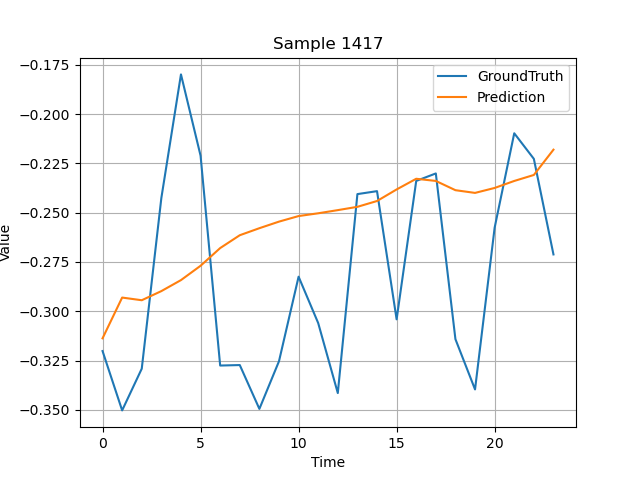 Sample 1417
GroundTruth
Prediction
−0.175
−0.200
−0.225
−0.250
−0.275
−0.300
−0.325
−0.350
Value
0 5 10 15 20
Time